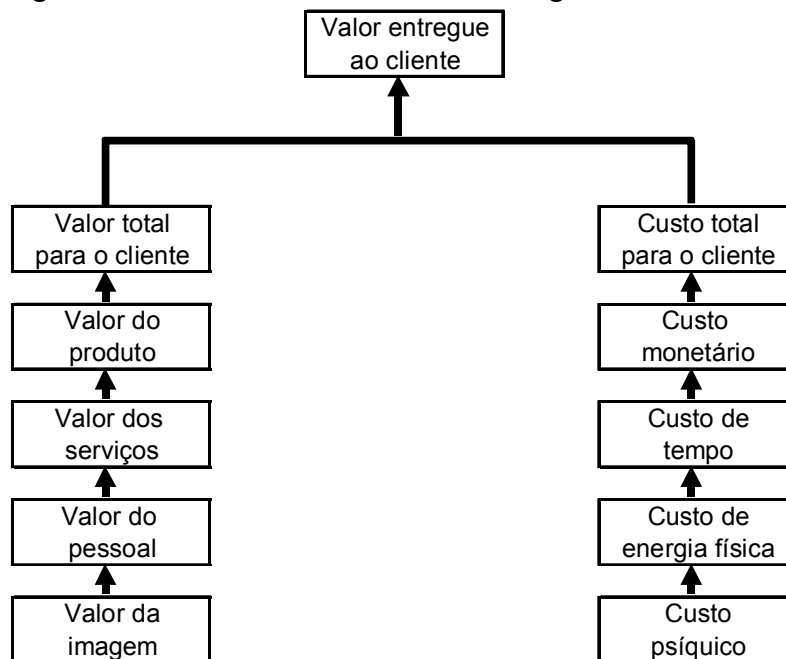 Valor entregue
ao cliente
Valor total
para o cliente
Custo total
para o cliente
Valor do
produto
Custo
monetário
Valor dos
serviços
Custo de
tempo
Valor do
pessoal
Custo de
energia física
Valor da
imagem
Custo
psíquico